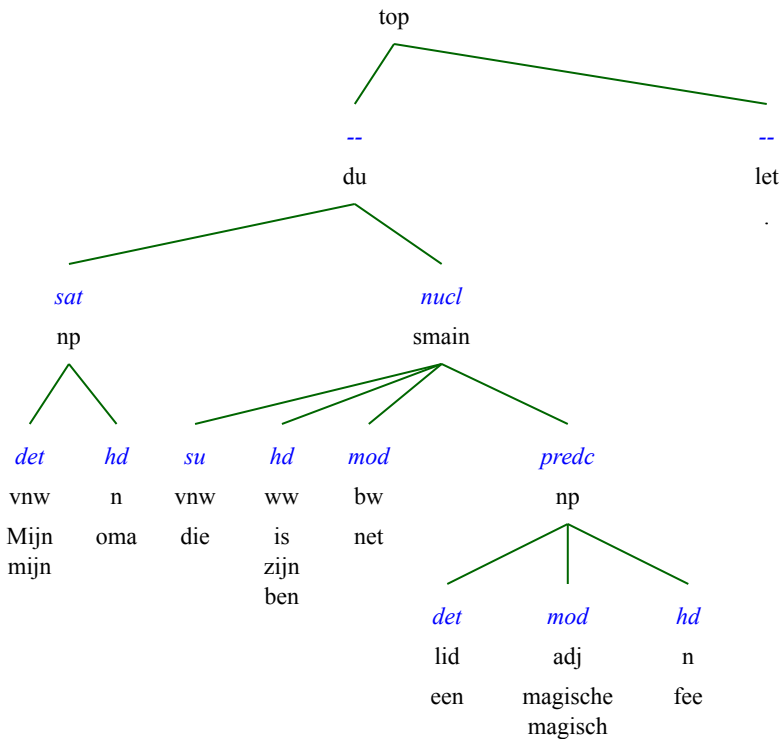 top
-- --
du let
.
sat nucl
np smain
det hd su hd mod predc
vnw n vnw ww bw np
Mijn oma die is net
mijn zijn
ben
det mod hd
lid adj n
een magische fee
magisch